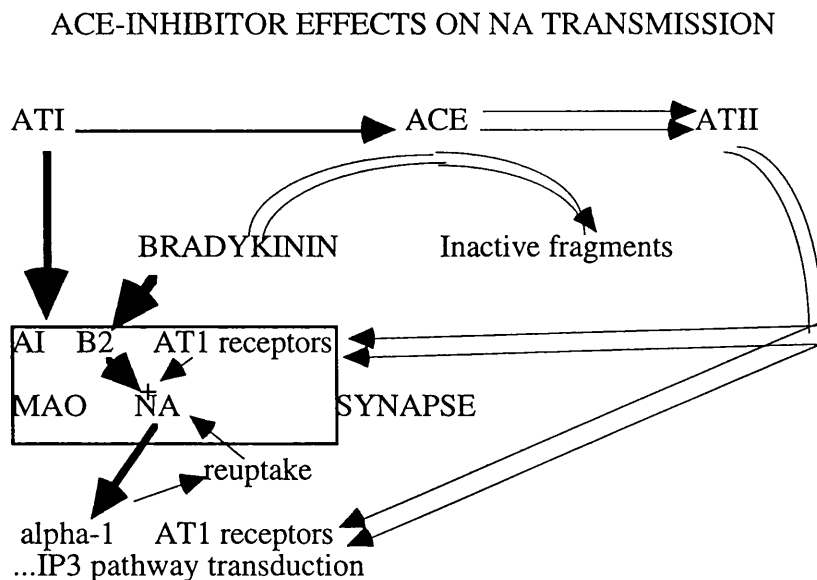 ACE-INHIBITOR EFFECTS ON NA TRANSMISSION
ATI ACE ATII
BRADYKININ Inactive fragments
AI B2 AT1 receptors
+
MAO NA SYNAPSE
reuptake
alpha-1 AT1 receptors
...IP3 pathway transduction